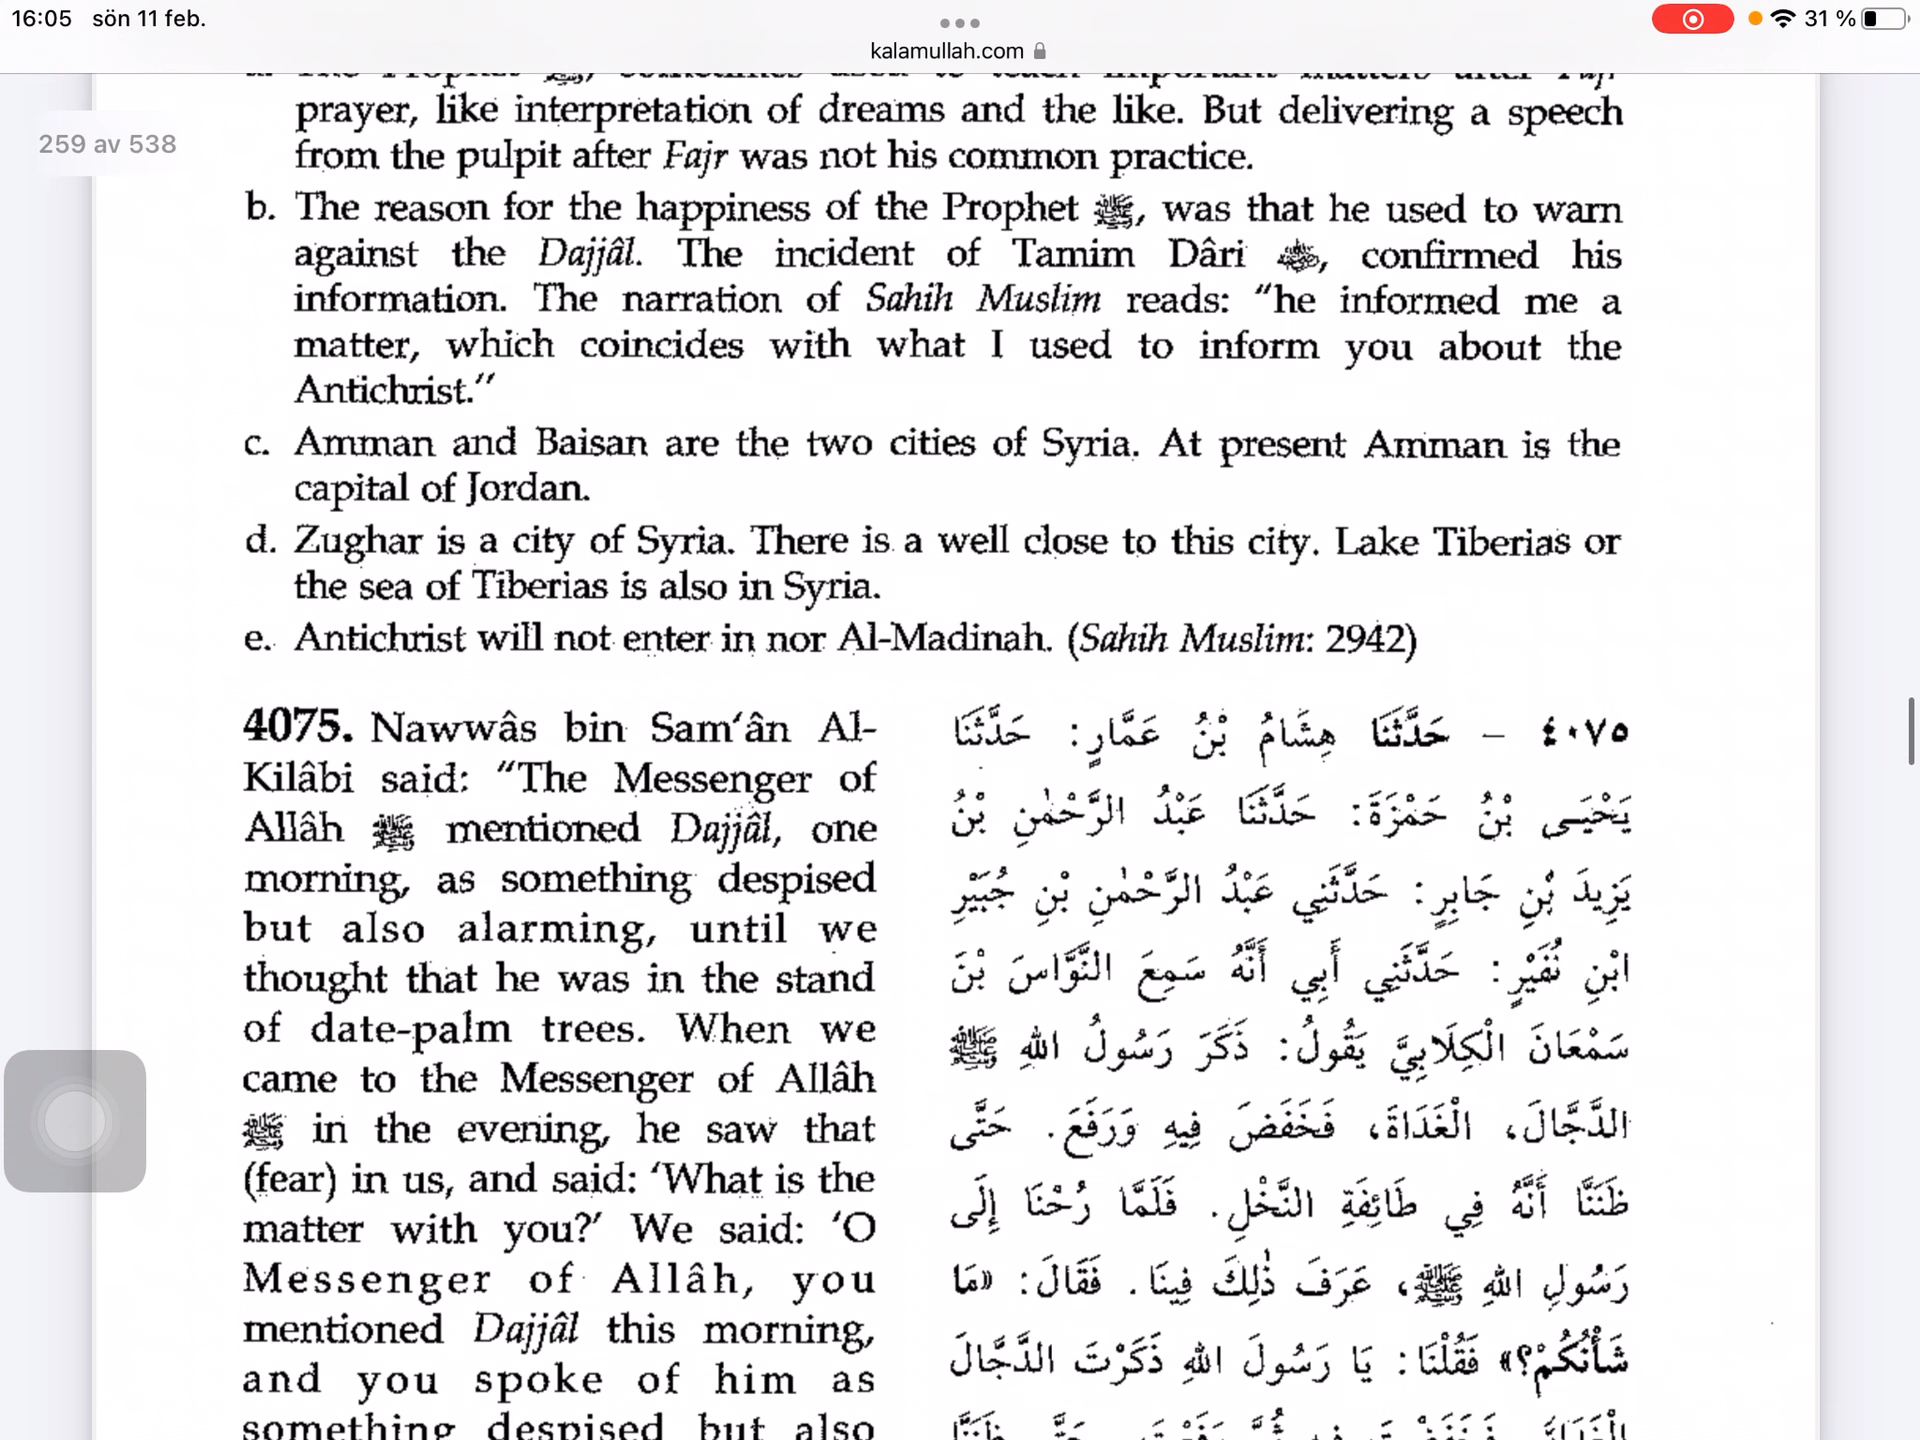 16:05 sön 11 feb.
31 %
kalamullah.com
259 av 538
prayer, like interpretation of dreams and the like. But delivering a speech
from the pulpit after Fajr was not his common practice.
b. The reason for the happiness of the Prophet ﷺ, was that he used to warn
against the Dajjâl. The incident of Tamim Dâri , confirmed his
information. The narration of Sahih Muslim reads: “he informed me a
matter, which coincides with what I used to inform you about the
Antichrist.”
c. Amman and Baisan are the two cities of Syria. At present Amman is the
capital of Jordan.
d. Zughar is a city of Syria. There is a well close to this city. Lake Tiberias or
the sea of Tiberias is also in Syria.
e. Antichrist will not enter in nor Al-Madinah. (Sahih Muslim: 2942)
4075. Nawwâs bin Sam‘ân Al-
Kilâbi said: “The Messenger of
Allâh ﷺ mentioned Dajjâl, one
morning, as something despised
but also alarming, until we
thought that he was in the stand
of date-palm trees. When we
came to the Messenger of Allâh
ﷺ in the evening, he saw that
(fear) in us, and said: ‘What is the
matter with you?’ We said: ‘O
Messenger of Allâh, you
mentioned Dajjâl this morning,
and you spoke of him as
something despised but also
٤٠٧٥ – حَدَّثَنَا هِشَامُ بْنُ عَمَّارٍ: حَدَّثَنَا
يَحْيَـى بْنُ حَمْزَةَ: حَدَّثَنَا عَبْدُ الرَّحْمٰنِ بْنُ
يَزِيدَ بْنِ جَابِرٍ: حَدَّثَنِي عَبْدُ الرَّحْمٰنِ بْنِ جُبَيْرِ
ابْنِ نُفَيْرٍ: حَدَّثَنِي أَبِي أَنَّهُ سَمِعَ النَّوَّاسَ بْنَ
سَمْعَانَ الْكِلَابِيَّ يَقُولُ: ذَكَرَ رَسُولُ اللهِ ﷺ
الدَّجَّالَ، الْغَدَاةَ، فَخَفَضَ فِيهِ وَرَفَعَ. حَتَّى
ظَنَنَّا أَنَّهُ فِي طَائِفَةِ النَّخْلِ. فَلَمَّا رُحْنَا إِلَى
رَسُولِ اللهِ ﷺ، عَرَفَ ذٰلِكَ فِينَا. فَقَالَ: «مَا
شَأْنُكُمْ؟» فَقُلْنَا: يَا رَسُولَ اللهِ ذَكَرْتَ الدَّجَّالَ